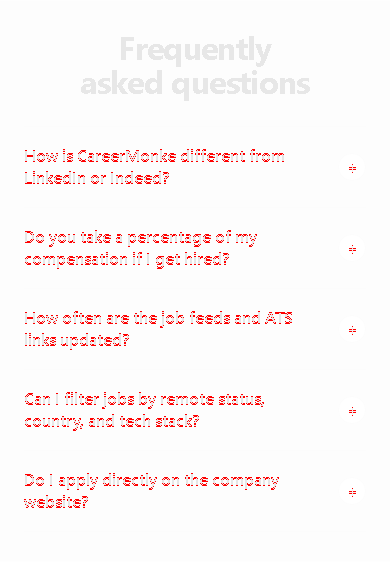 Frequently
asked questions
How is CareerMonke different from
LinkedIn or Indeed?
+
Do you take a percentage of my
compensation if I get hired?
+
How often are the job feeds and ATS
links updated?
+
Can I filter jobs by remote status,
country, and tech stack?
+
Do I apply directly on the company
website?
+